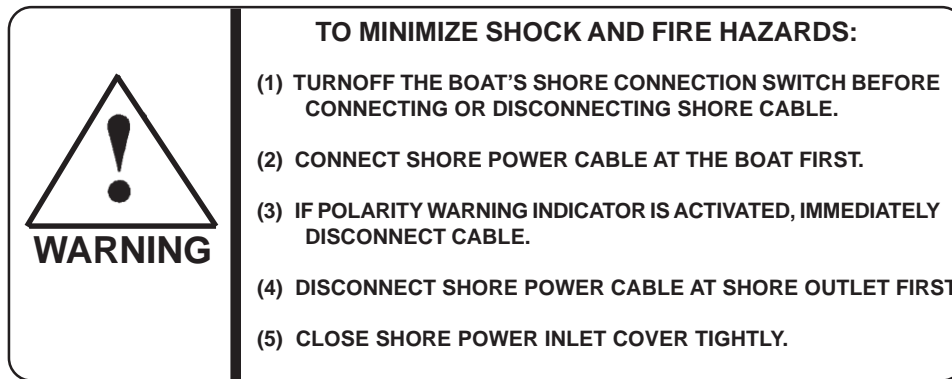 TO MINIMIZE SHOCK AND FIRE HAZARDS:
(1) TURNOFF THE BOAT'S SHORE CONNECTION SWITCH BEFORE
CONNECTING OR DISCONNECTING SHORE CABLE.
(2) CONNECT SHORE POWER CABLE AT THE BOAT FIRST.
(3) IF POLARITY WARNING INDICATOR IS ACTIVATED, IMMEDIATELY
DISCONNECT CABLE.
(4) DISCONNECT SHORE POWER CABLE AT SHORE OUTLET FIRST
(5) CLOSE SHORE POWER INLET COVER TIGHTLY.
!
WARNING